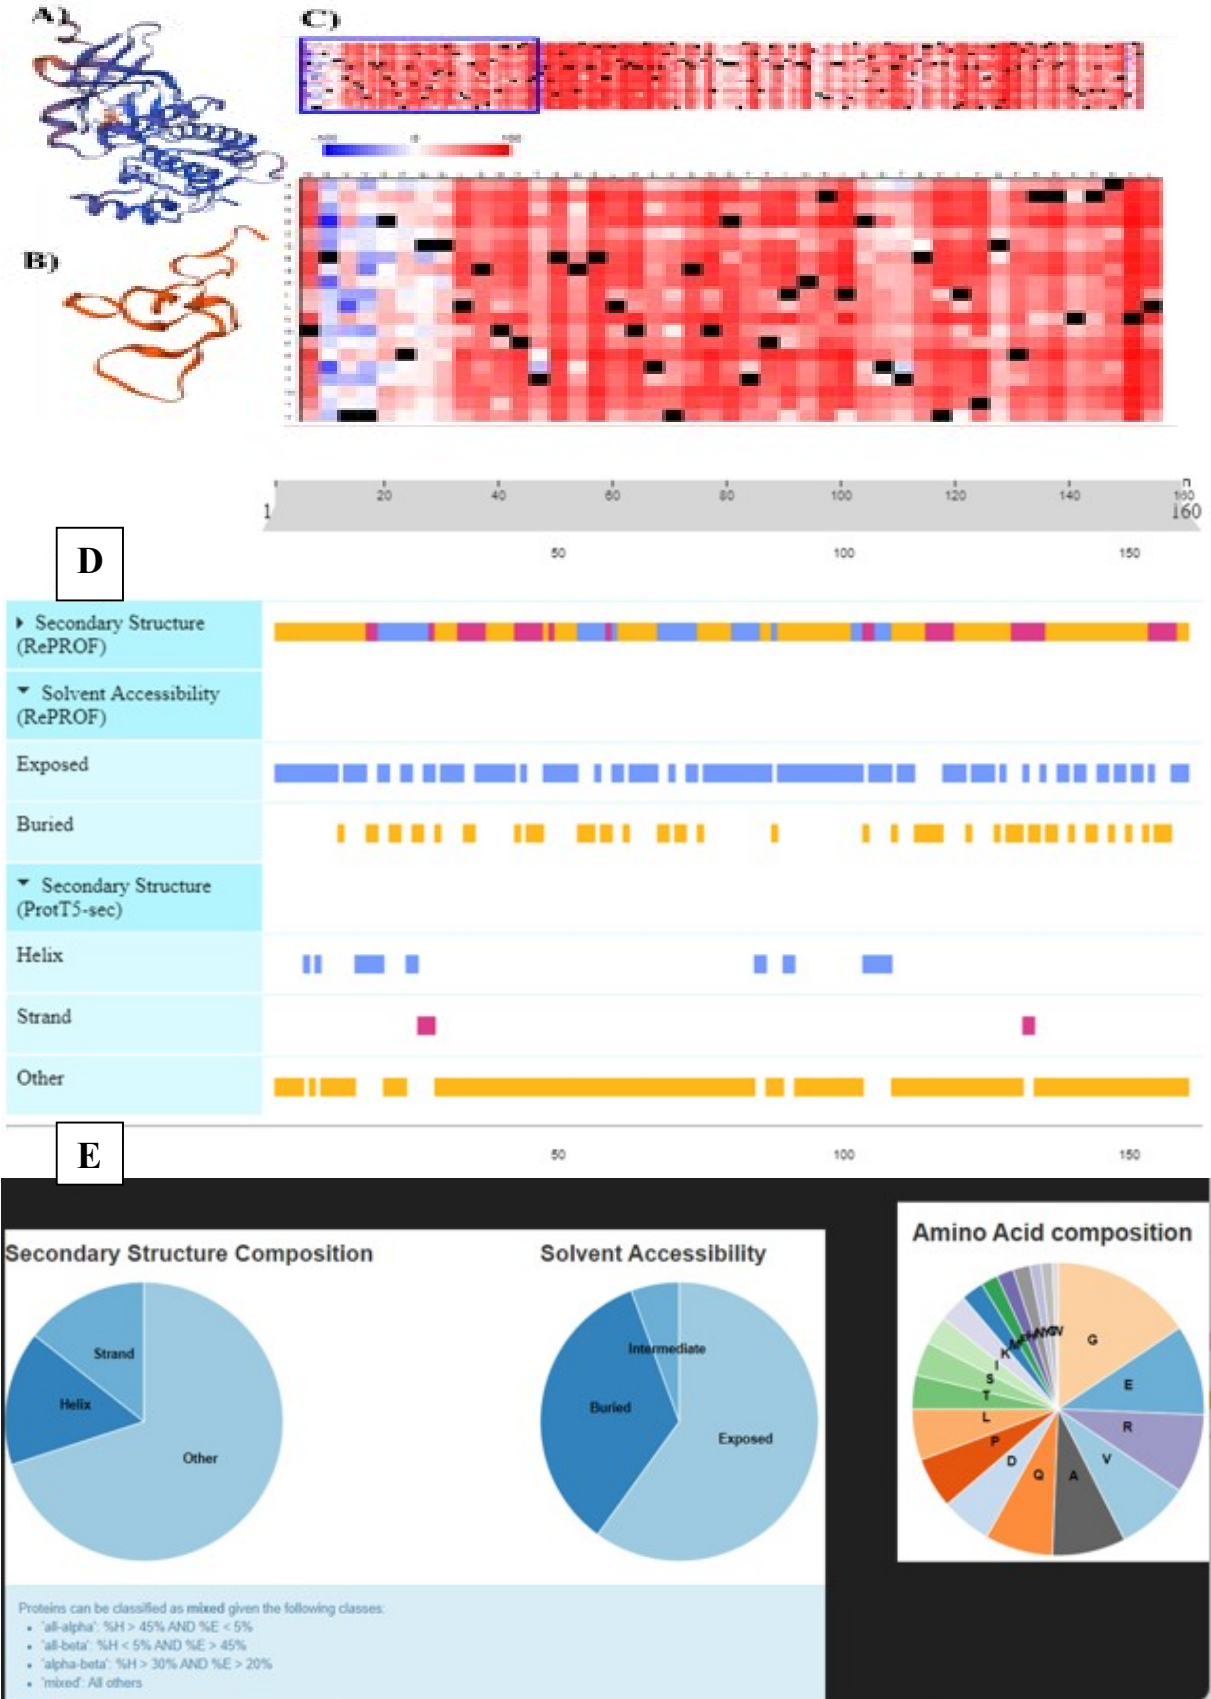 A)
C)
B)
20 40 60 80 100 120 140 160
1 160
50 100 150
D
Secondary Structure
(RePROF)
Solvent Accessibility
(RePROF)
Exposed
Buried
Secondary Structure
(ProtT5-sec)
Helix
Strand
Other
E
50 100 150
Secondary Structure Composition
Solvent Accessibility
Amino Acid composition
Strand
Helix
Other
Intermediate
Buried
Exposed
G
E
R
V
A
Q
D
P
L
T
S
I
K
Proteins can be classified as mixed given the following classes:
• 'all-alpha': %H > 45% AND %E < 5%
• 'all-beta': %H < 5% AND %E > 45%
• 'alpha-beta': %H > 30% AND %E > 20%
• 'mixed': All others